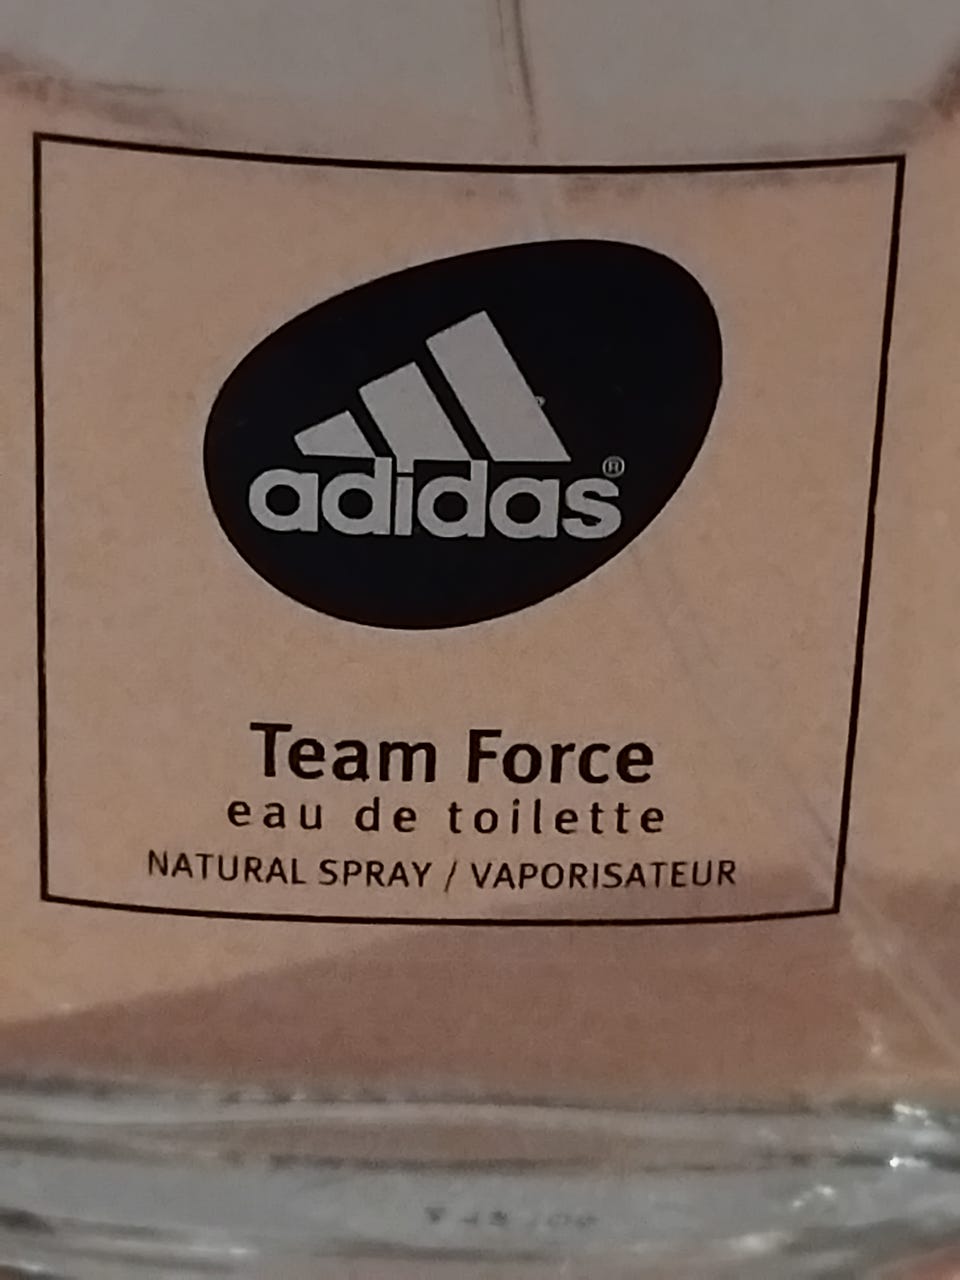 adidas®
Team Force
eau de toilette
NATURAL SPRAY / VAPORISATEUR